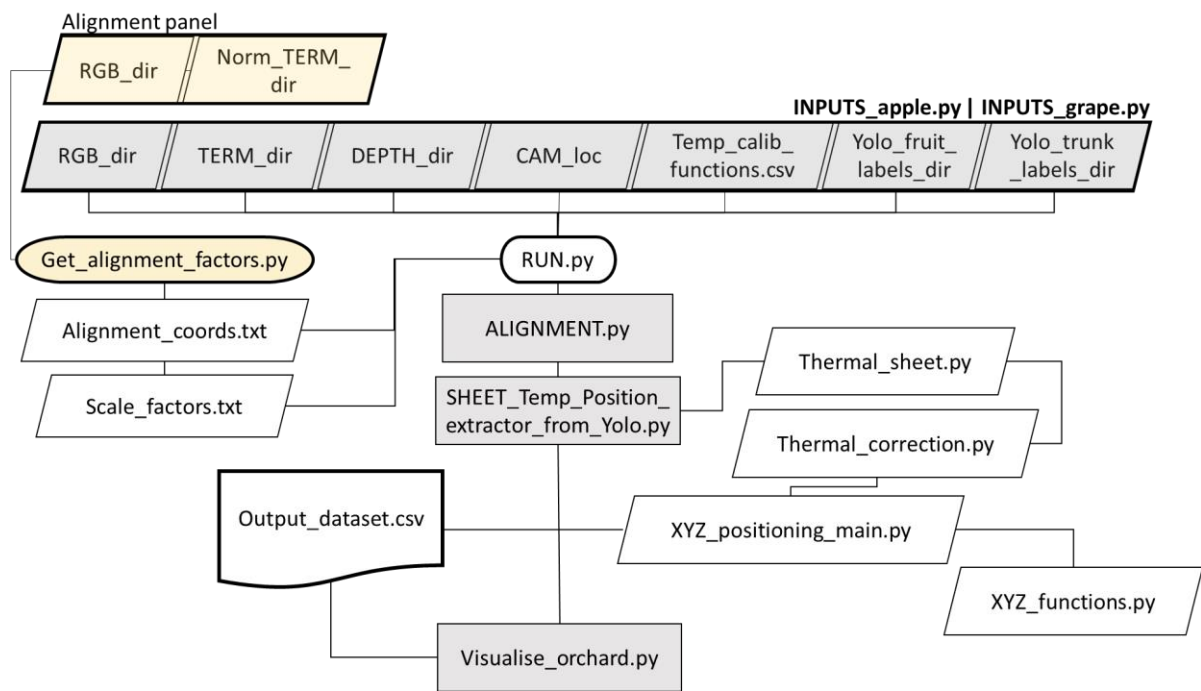 Alignment panel
RGB_dir
Norm_TERM_
dir
INPUTS_apple.py | INPUTS_grape.py
RGB_dir
TERM_dir
DEPTH_dir
CAM_loc
Temp_calib_
functions.csv
Yolo_fruit_
labels_dir
Yolo_trunk
_labels_dir
Get_alignment_factors.py
RUN.py
Alignment_coords.txt
ALIGNMENT.py
Thermal_sheet.py
Scale_factors.txt
SHEET_Temp_Position_
extractor_from_Yolo.py
Thermal_correction.py
Output_dataset.csv
XYZ_positioning_main.py
XYZ_functions.py
Visualise_orchard.py